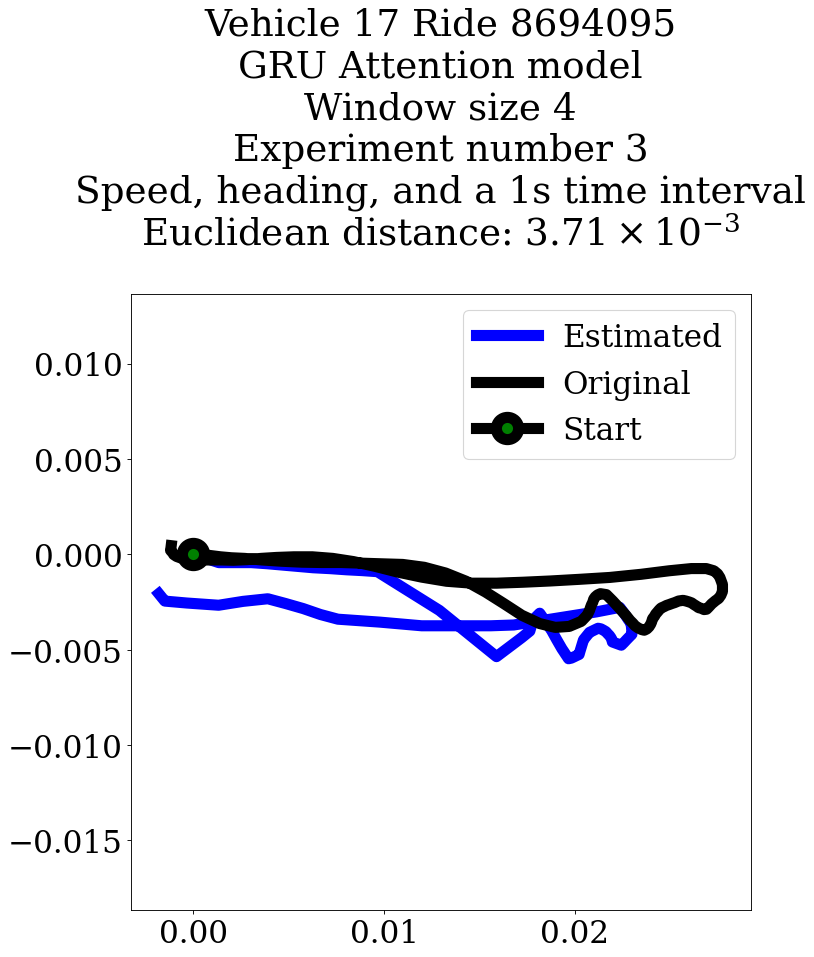 Vehicle 17 Ride 8694095
GRU Attention model
Window size 4
Experiment number 3
Speed, heading, and a 1s time interval
Euclidean distance: 3.71 × 10⁻³
Estimated
Original
Start
0.010
0.005
0.000
−0.005
−0.010
−0.015
0.00 0.01 0.02